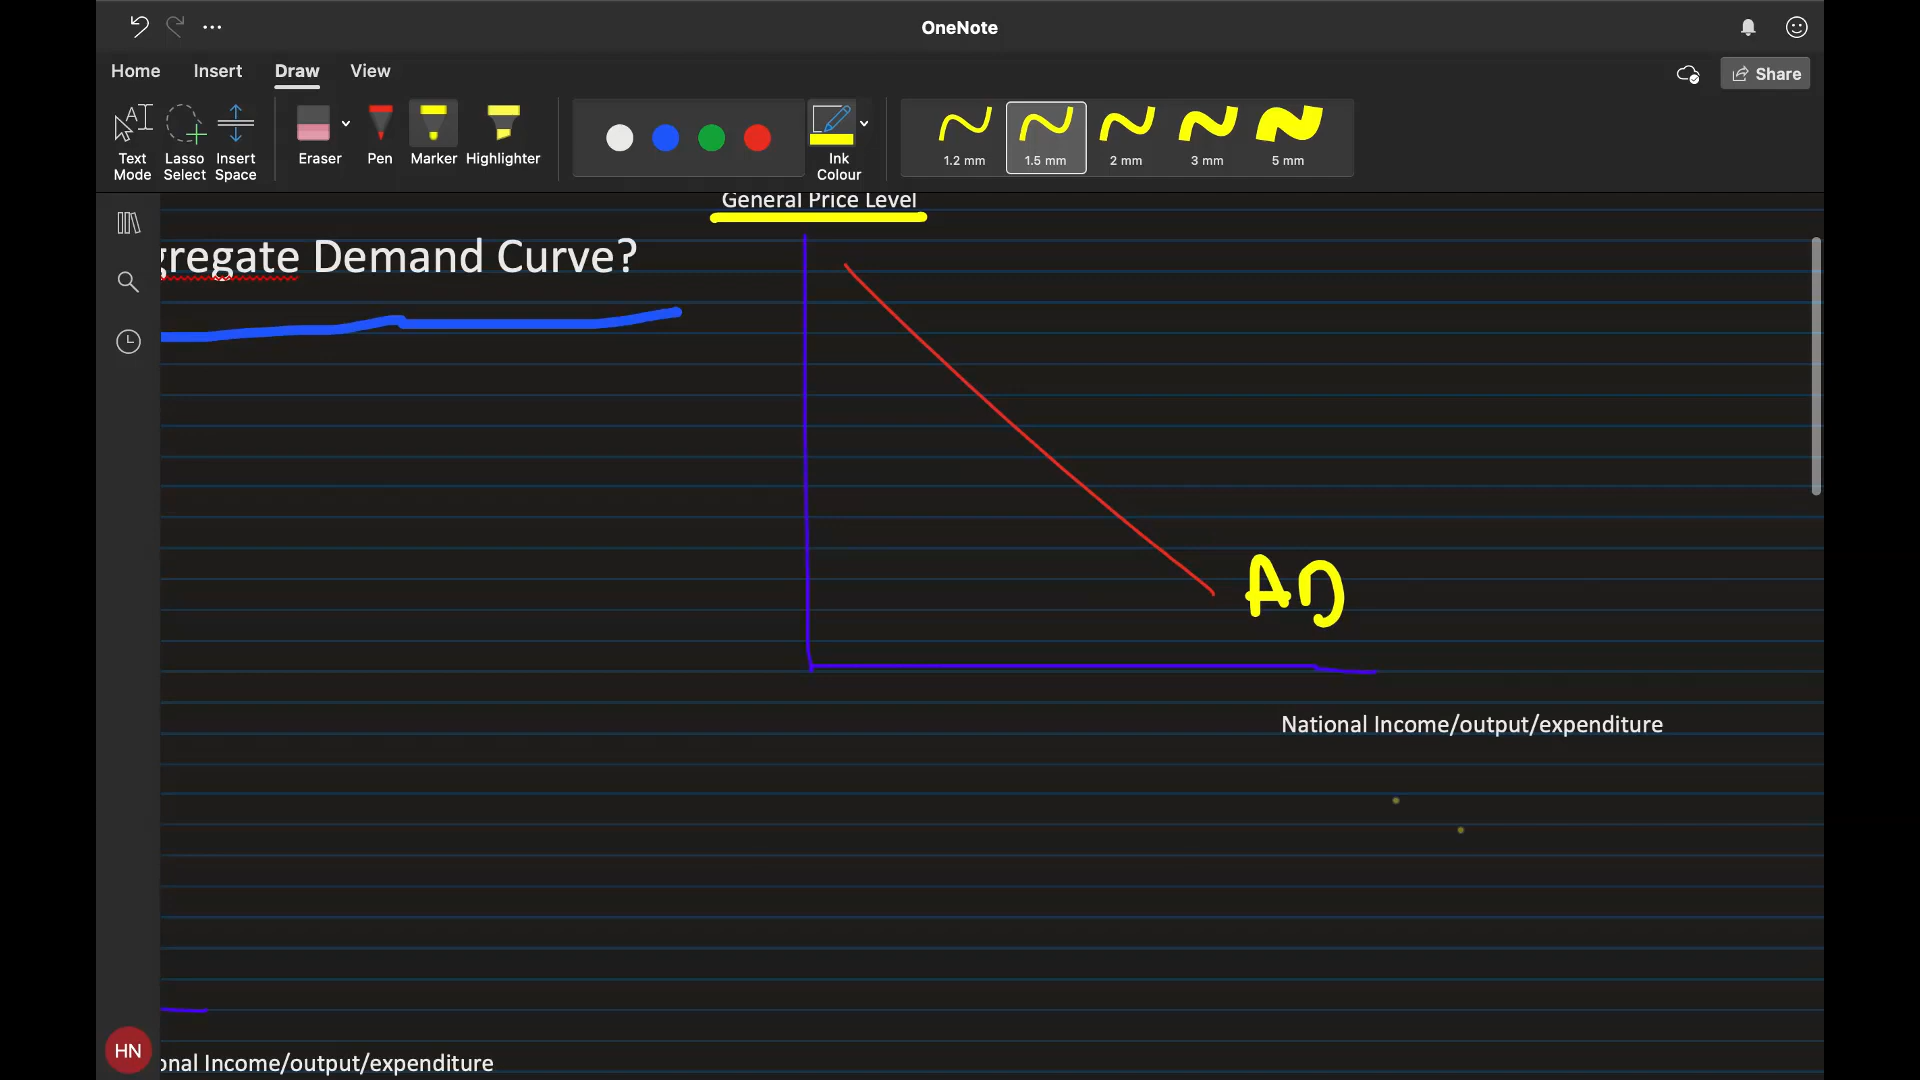 OneNote
Home Insert Draw View
Share
Text Mode
Lasso Select
Insert Space
Eraser
Pen
Marker
Highlighter
Ink Colour
1.2 mm
1.5 mm
2 mm
3 mm
5 mm
General Price Level
gregate Demand Curve?
AD
National Income/output/expenditure
HN
onal Income/output/expenditure